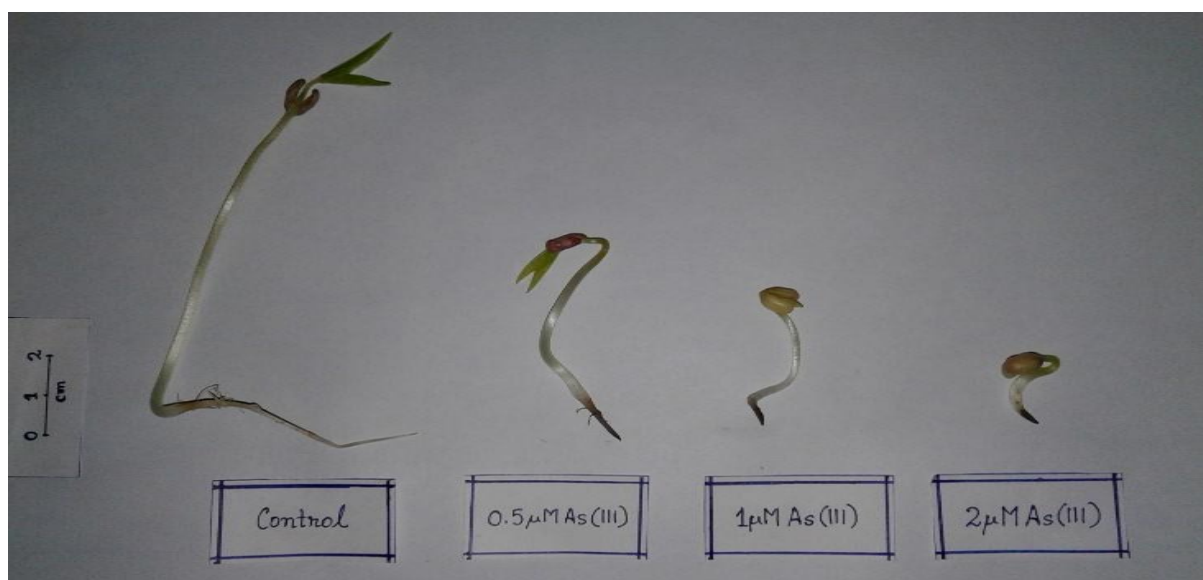 0 1 2
cm
Control
0.5μM As(III)
1μM As(III)
2μM As(III)